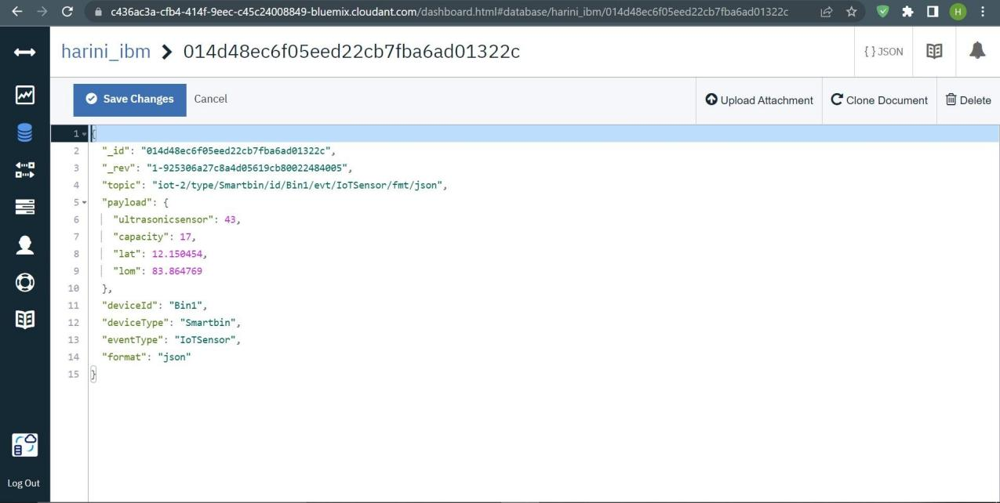 c436ac3a-cfb4-414f-9eec-c45c24008849-bluemix.cloudant.com/dashboard.html#database/harini_ibm/014d48ec6f05eed22cb7fba6ad01322c
H
harini_ibm > 014d48ec6f05eed22cb7fba6ad01322c
{ } JSON
Save Changes Cancel
Upload Attachment Clone Document Delete
1 {
2 "_id": "014d48ec6f05eed22cb7fba6ad01322c",
3 "_rev": "1-925306a27c8a4d05619cb80022484005",
4 "topic": "iot-2/type/Smartbin/id/Bin1/evt/IoTSensor/fmt/json",
5 "payload": {
6 "ultrasonicsensor": 43,
7 "capacity": 17,
8 "lat": 12.150454,
9 "lom": 83.864769
10 },
11 "deviceId": "Bin1",
12 "deviceType": "Smartbin",
13 "eventType": "IoTSensor",
14 "format": "json"
15 }
Log Out